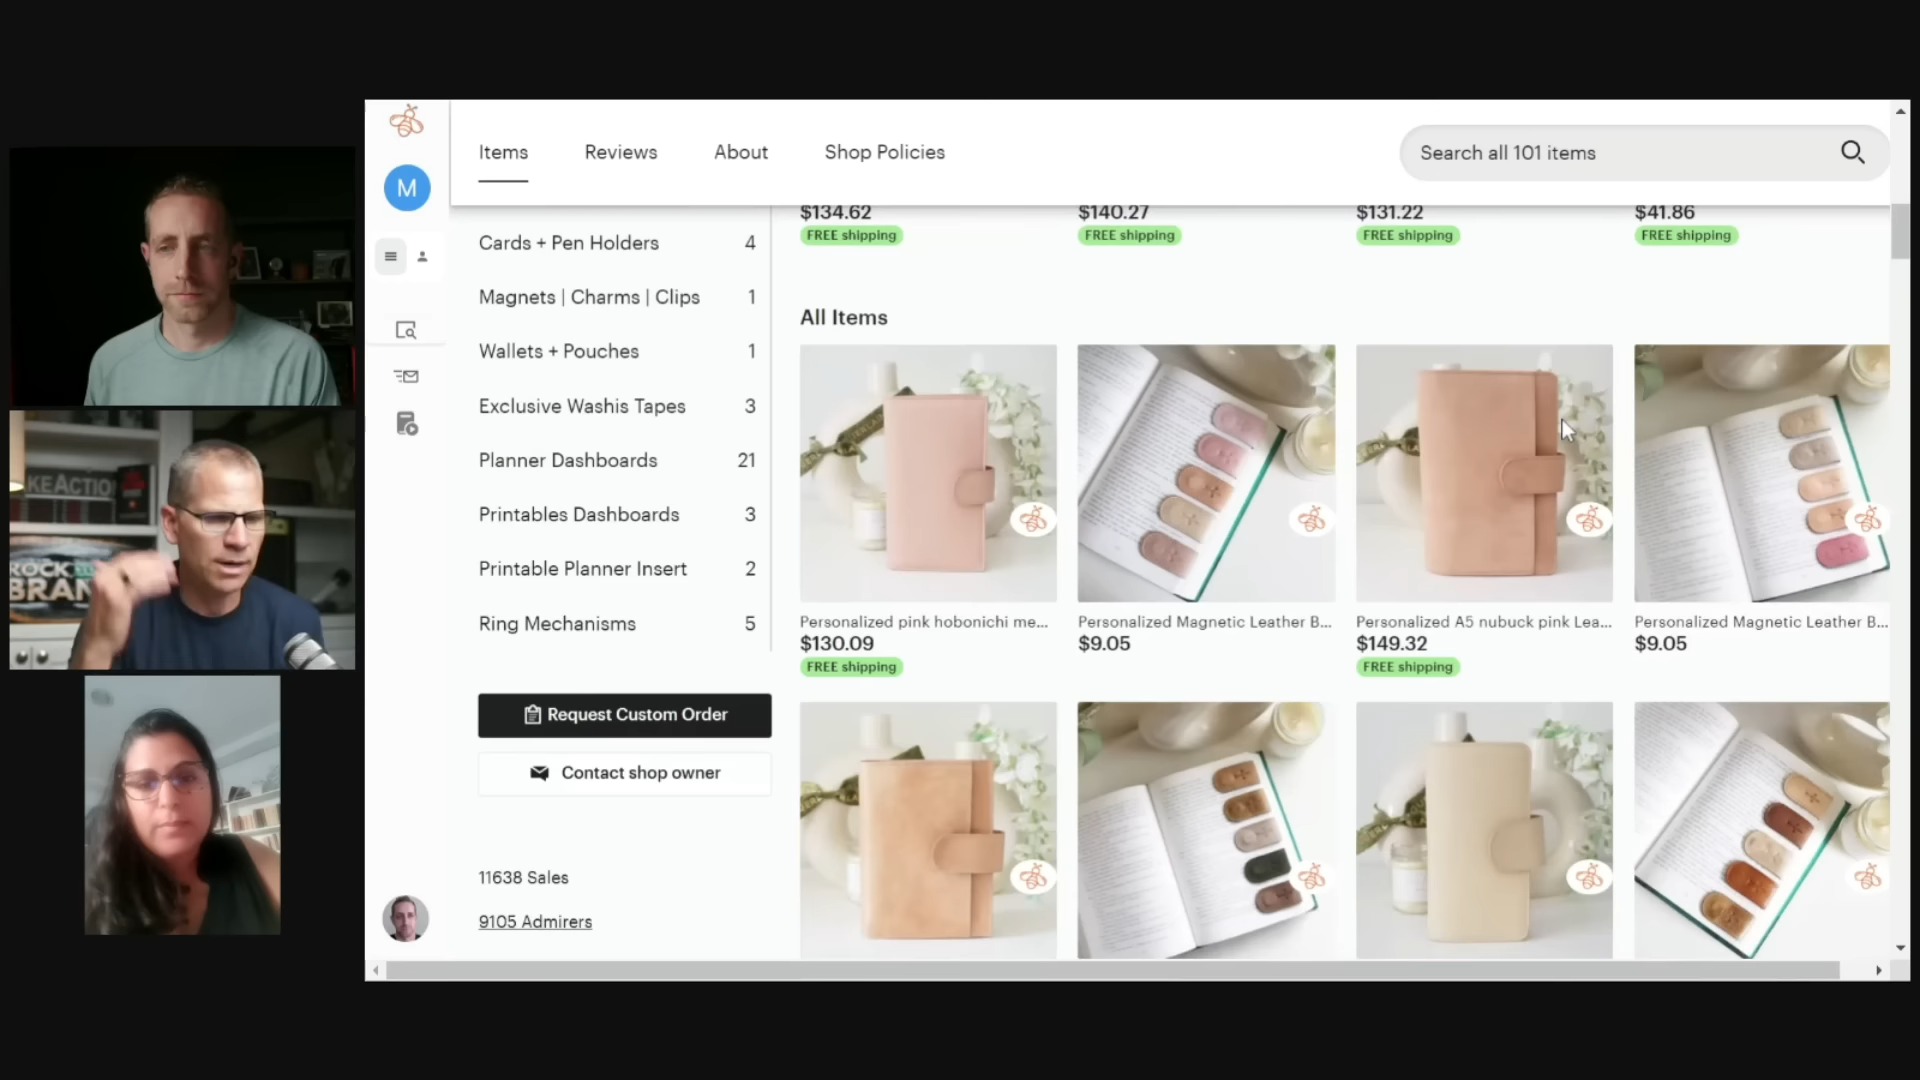 Items
Reviews
About
Shop Policies
Search all 101 items
M
$134.62
$140.27
$131.22
$41.86
FREE shipping
FREE shipping
FREE shipping
FREE shipping
Cards + Pen Holders 4
Magnets | Charms | Clips 1
Wallets + Pouches 1
Exclusive Washis Tapes 3
Planner Dashboards 21
Printables Dashboards 3
Printable Planner Insert 2
Ring Mechanisms 5
Request Custom Order
Contact shop owner
11638 Sales
9105 Admirers
All Items
Personalized pink hobonichi me...
Personalized Magnetic Leather B...
Personalized A5 nubuck pink Lea...
Personalized Magnetic Leather B...
$130.09
$9.05
$149.32
$9.05
FREE shipping
FREE shipping
KEACTIO
ROCK
BRAN